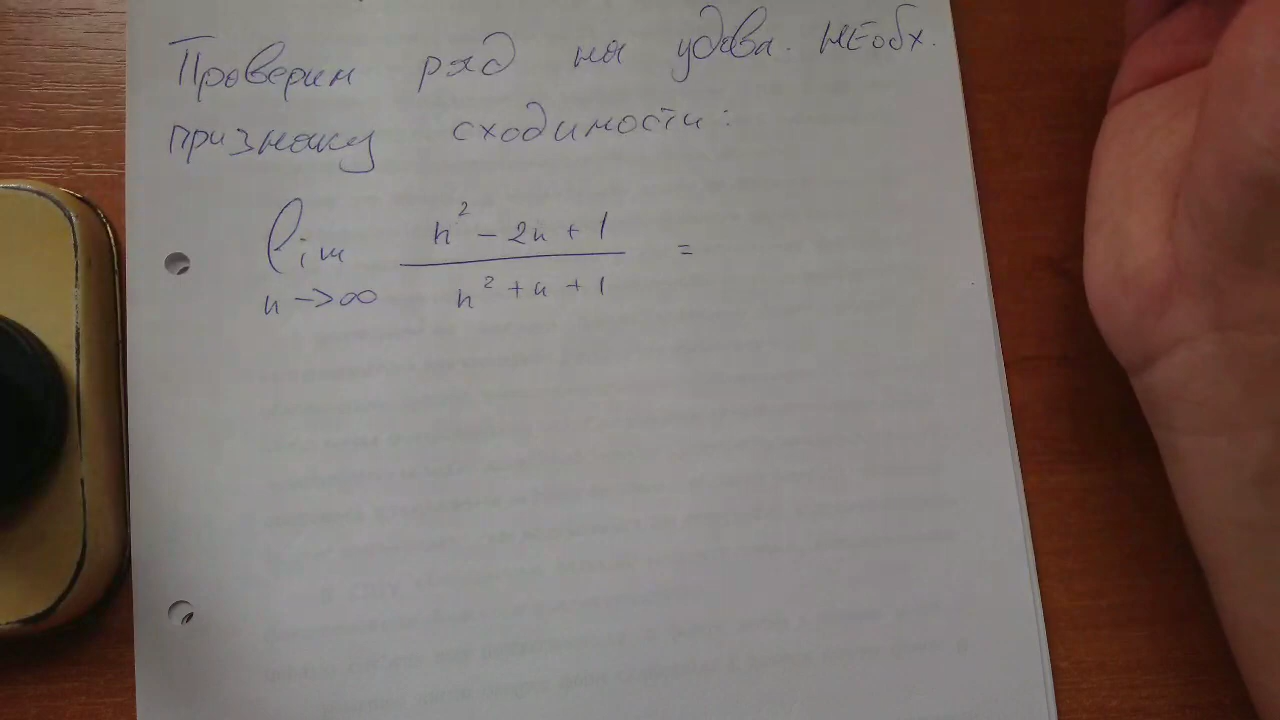 Проверим ряд на удовл. НЕобх.
признаку сходимости:
lim n→∞ (n² - 2n + 1)/(n² + n + 1) =